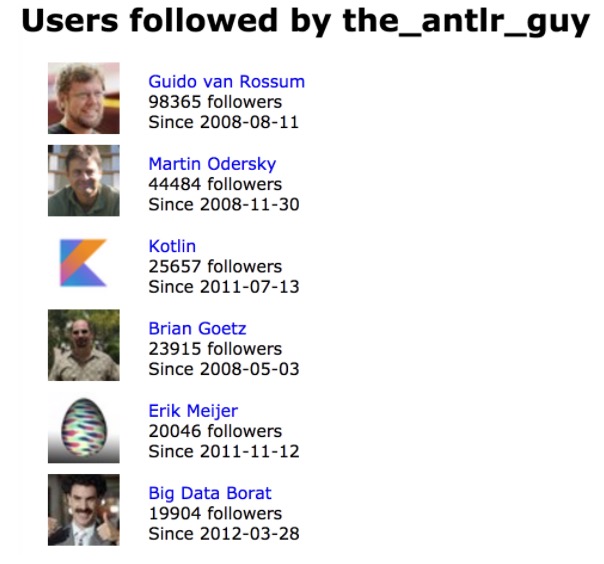 Users followed by the_antlr_guy
Guido van Rossum
98365 followers
Since 2008-08-11
Martin Odersky
44484 followers
Since 2008-11-30
Kotlin
25657 followers
Since 2011-07-13
Brian Goetz
23915 followers
Since 2008-05-03
Erik Meijer
20046 followers
Since 2011-11-12
Big Data Borat
19904 followers
Since 2012-03-28